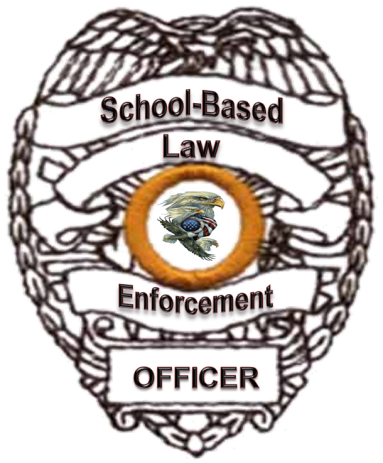 School-Based
Law
Enforcement
OFFICER